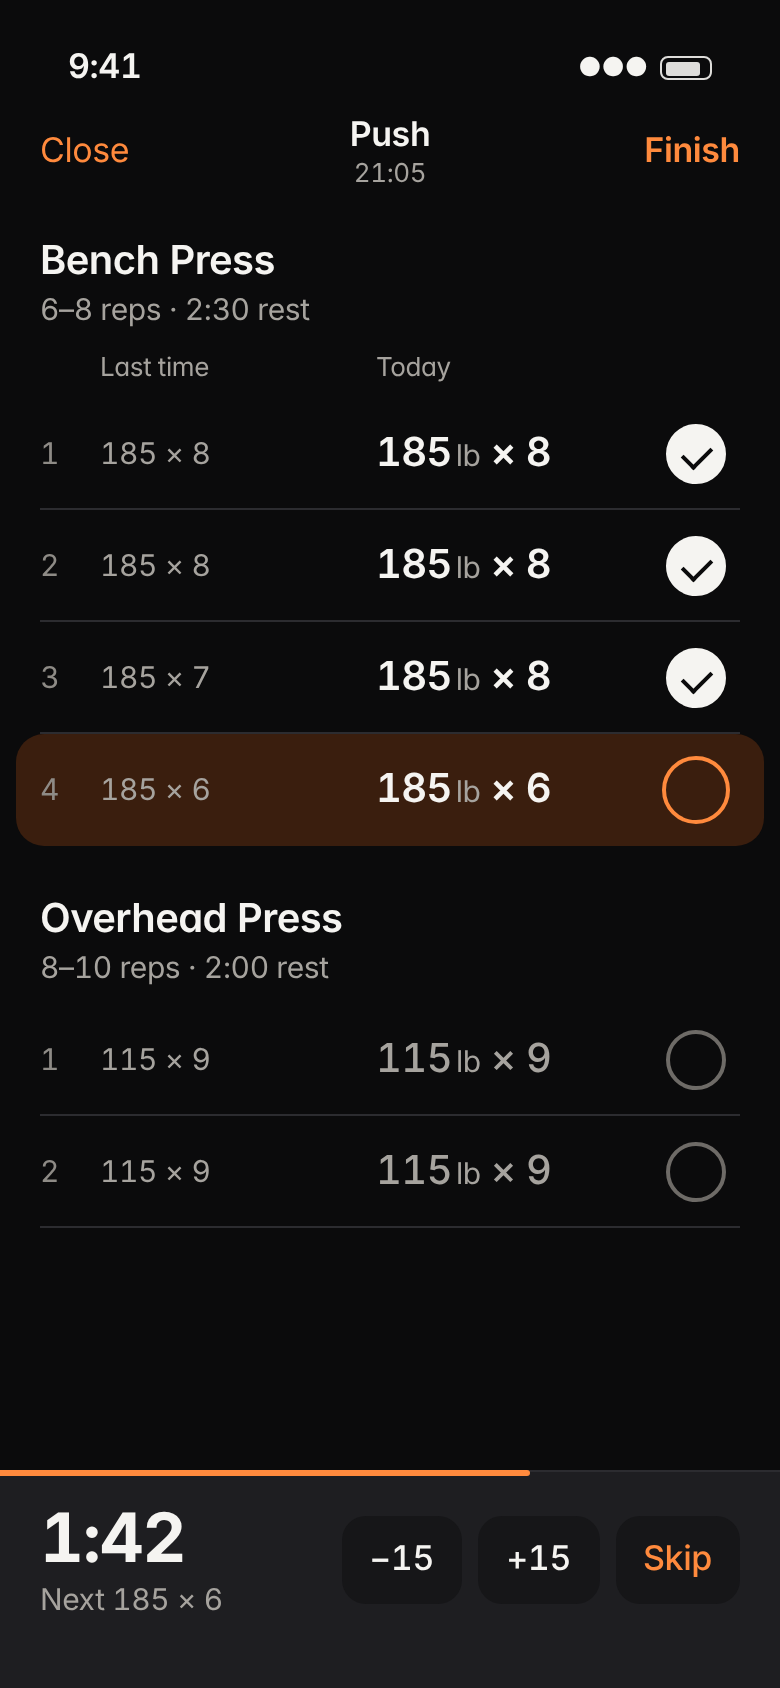 9:41
Close
Push
21:05
Finish
Bench Press
6–8 reps · 2:30 rest
Last time Today
1 185 × 8 185 lb × 8
2 185 × 8 185 lb × 8
3 185 × 7 185 lb × 8
4 185 × 6 185 lb × 6
Overhead Press
8–10 reps · 2:00 rest
1 115 × 9 115 lb × 9
2 115 × 9 115 lb × 9
1:42
Next 185 × 6
−15
+15
Skip